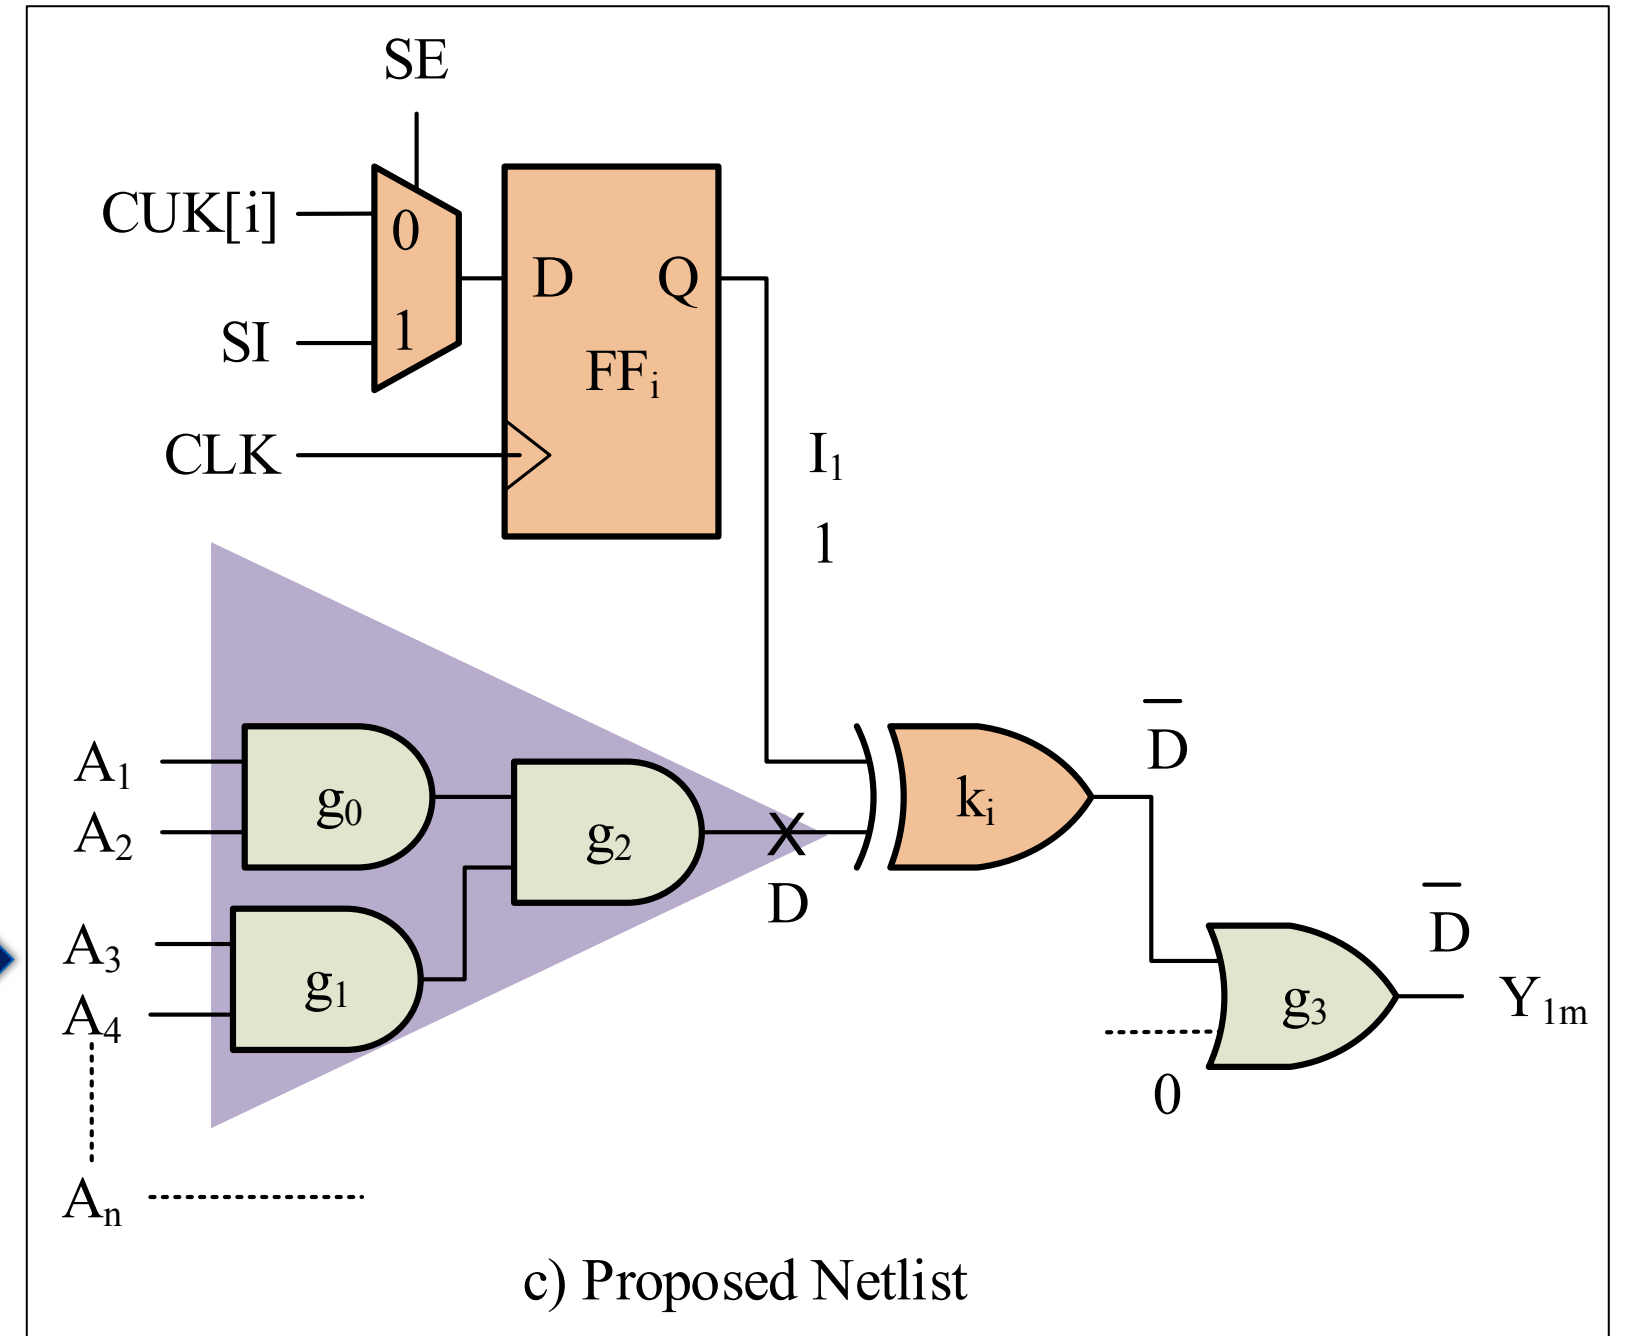 SE
CUK[i]
0
D Q
SI
1
FFi
CLK
I1
1
A1
A2
g0
g2
ki
D̅
D
A3
A4
g1
g3
D̅
Y1m
0
An
c) Proposed Netlist